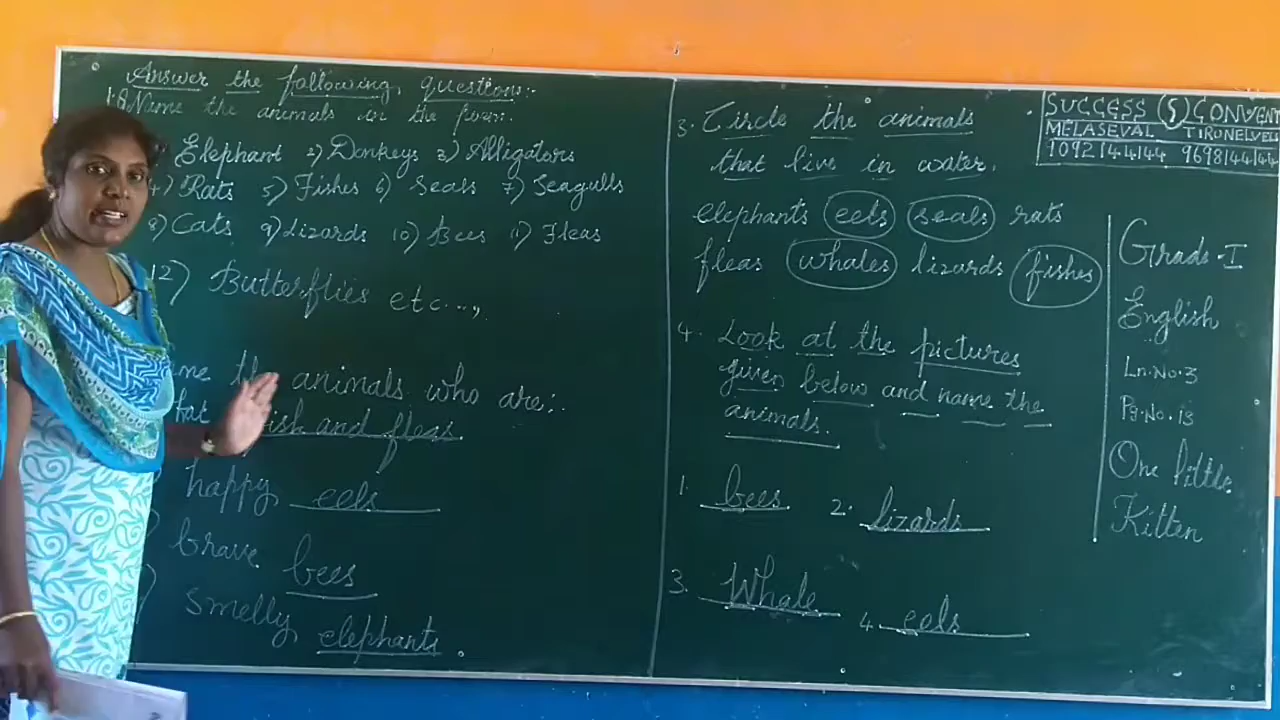 Answer the following questions:-
1. Name the animals in the poem.
Elephant 2) Donkeys 3) Alligators
4) Rats 5) Fishes 6) Seals 7) Seagulls
8) Cats 9) Lizards 10) Bees 11) Fleas
12) Butterflies etc...,
the animals who are:-
and fleas
happy eels
brave bees
smelly elephants.
3. Circle the animals
that live in water.
elephants eels seals rats
fleas whales lizards fishes
4. Look at the pictures
given below and name the
animals.
1. bees 2. lizards
3. Whale 4. eels
SUCCESS (S) CONVENT
MELASEVAL TIRUNELVELI
1092144144 9698144144
Grade-I
English
Ln.No.3
Pg.No.13
One Little
Kitten